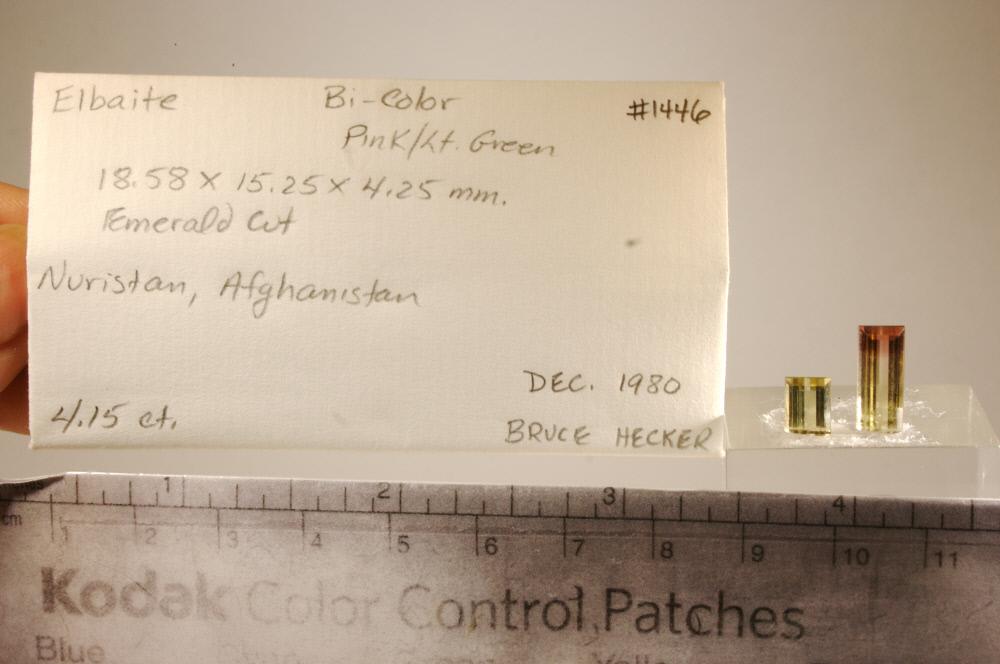 Elbaite Bi-Color #1446
Pink/Lt. Green
18.58 x 15.25 x 4.25 mm.
Emerald Cut
Nuristan, Afghanistan
DEC. 1980
4.15 ct.
BRUCE HECKER
1 2 3 4
cm 1 2 3 4 5 6 7 8 9 10 11
Kodak Color Control Patches
Blue